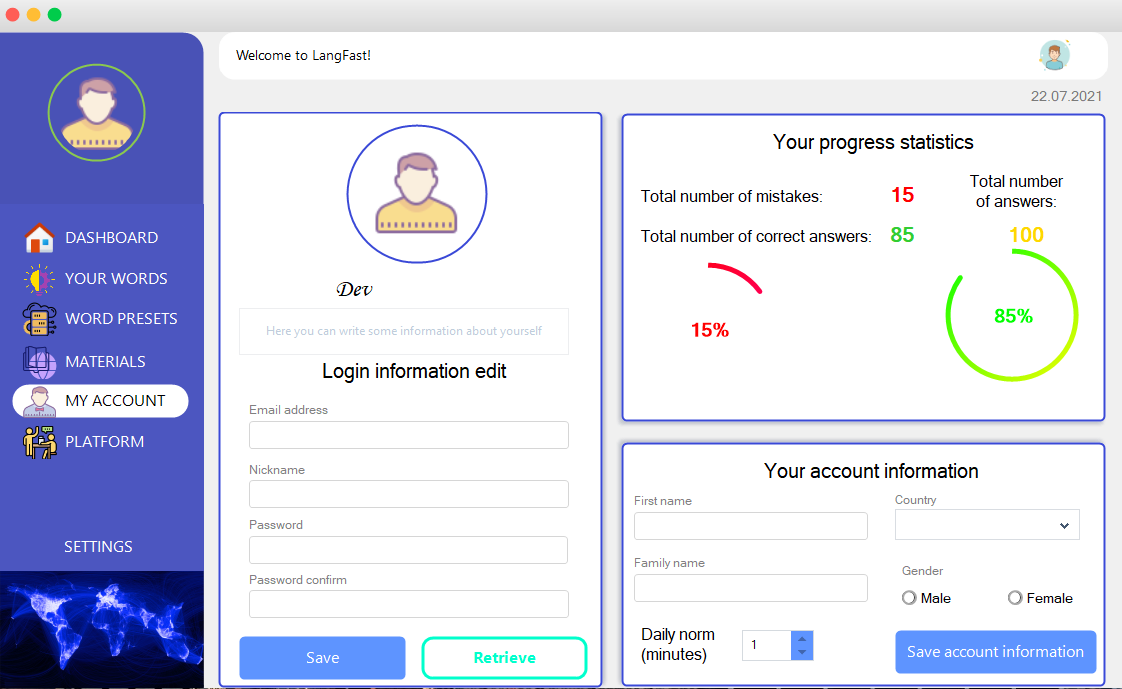 Welcome to LangFast!
22.07.2021
DASHBOARD
YOUR WORDS
WORD PRESETS
MATERIALS
MY ACCOUNT
PLATFORM
SETTINGS
Dev
Here you can write some information about yourself
Login information edit
Email address
Nickname
Password
Password confirm
Save
Retrieve
Your progress statistics
Total number of mistakes:
15
Total number of correct answers:
85
Total number
of answers:
100
15%
85%
Your account information
First name
Country
Family name
Gender
Male
Female
Daily norm
(minutes)
1
Save account information